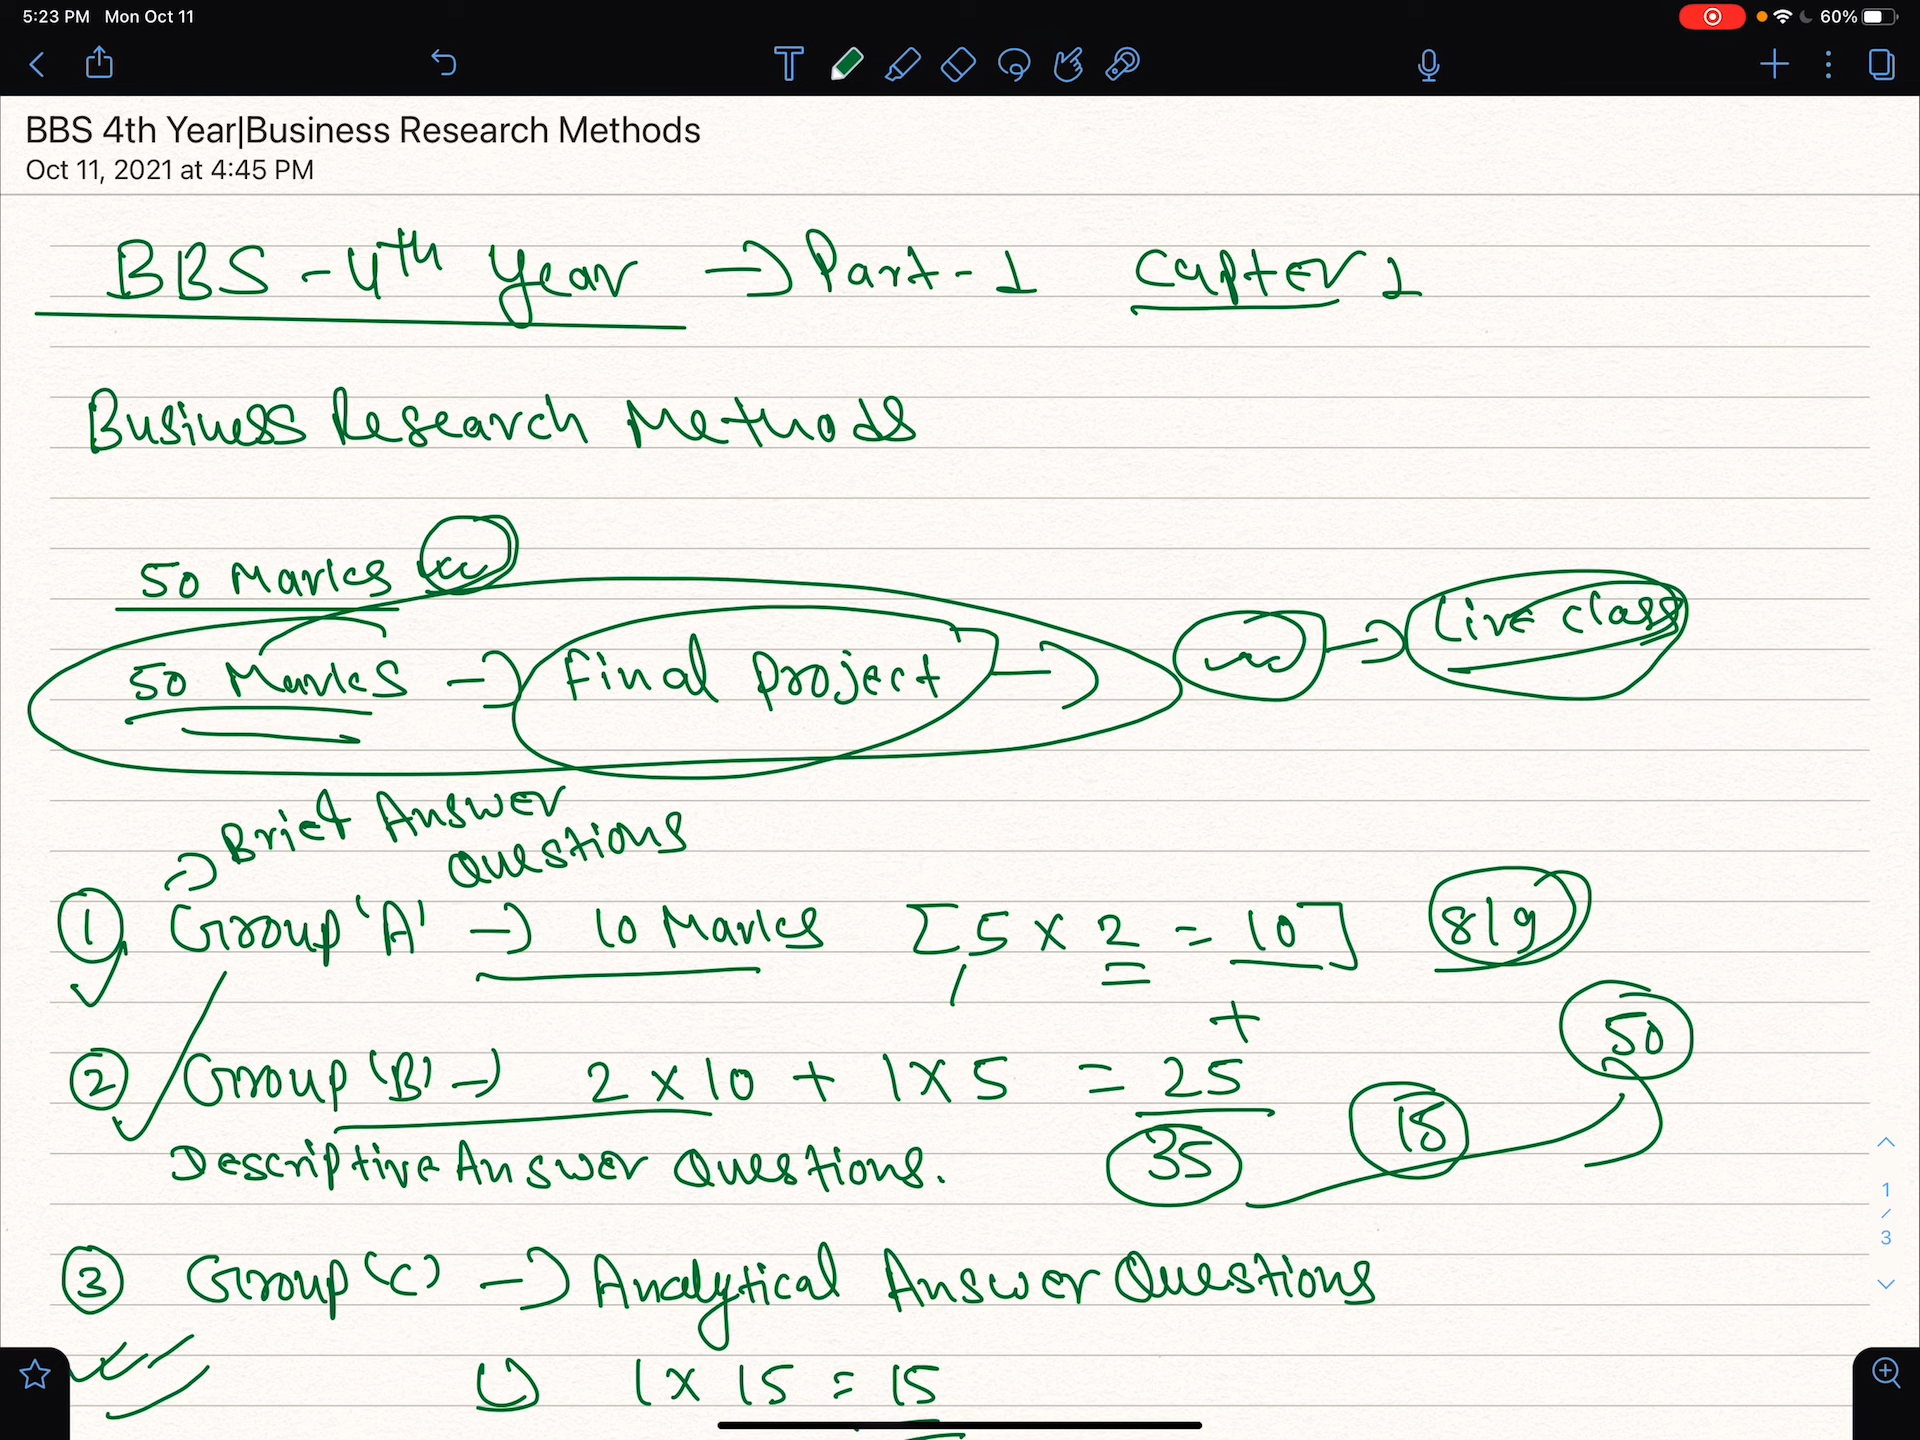 5:23 PM Mon Oct 11
60%
BBS 4th Year|Business Research Methods
Oct 11, 2021 at 4:45 PM
BBS - 4th Year → Part - 1 Capter 1
Business Research Methods
50 Marks
50 Marks → Final Project → → Live class
→ Brief Answer
Questions
① Group 'A' → 10 Marks [5 × 2 = 10] 8/9
+
50
② Group 'B' → 2 × 10 + 1 × 5 = 25
15
Descriptive Answer Questions. 35
1
/
3
③ Group 'C' → Analytical Answer Questions
1 × 15 = 15